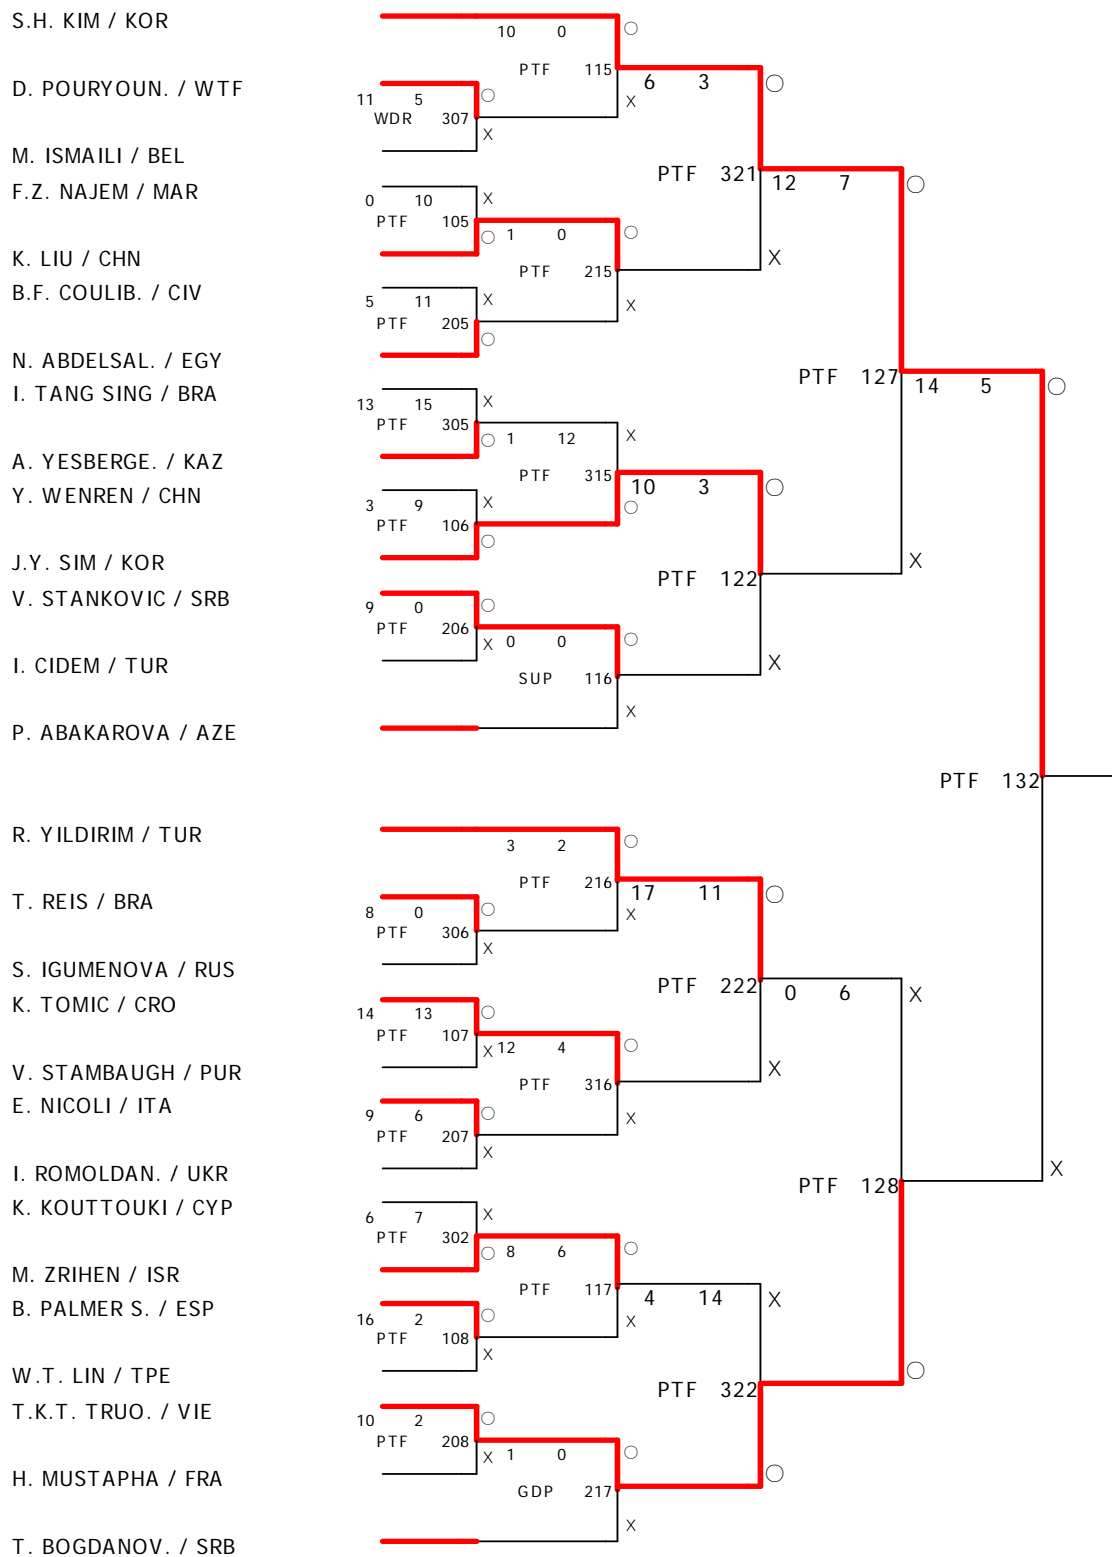 S.H. KIM / KOR
10 0
PTF 115
6 3
D. POURYOUN. / WTF
11 5
WDR 307
X
X
M. ISMAILI / BEL
PTF 321
12 7
F.Z. NAJEM / MAR
0 10
X
PTF 105
1 0
K. LIU / CHN
PTF 215
X
B.F. COULIB. / CIV
5 11
X
X
PTF 205
N. ABDELSAL. / EGY
PTF 127
14 5
I. TANG SING / BRA
13 15
X
PTF 305
1 12
X
A. YESBERGE. / KAZ
PTF 315
10 3
Y. WENREN / CHN
3 9
X
PTF 106
J.Y. SIM / KOR
X
PTF 122
V. STANKOVIC / SRB
9 0
PTF 206
X
0 0
I. CIDEM / TUR
SUP 116
X
X
P. ABAKAROVA / AZE
PTF 132
R. YILDIRIM / TUR
3 2
PTF 216
17 11
T. REIS / BRA
8 0
X
PTF 306
X
S. IGUMENOVA / RUS
PTF 222
0 6
X
K. TOMIC / CRO
14 13
PTF 107
X
12 4
V. STAMBAUGH / PUR
PTF 316
X
E. NICOLI / ITA
9 6
X
PTF 207
X
I. ROMOLDAN. / UKR
X
PTF 128
K. KOUTTOUKI / CYP
6 7
X
PTF 302
8 6
M. ZRIHEN / ISR
PTF 117
4 14
X
B. PALMER S. / ESP
16 2
X
PTF 108
X
W.T. LIN / TPE
PTF 322
T.K.T. TRUO. / VIE
10 2
PTF 208
X
1 0
H. MUSTAPHA / FRA
GDP 217
X
T. BOGDANOV. / SRB